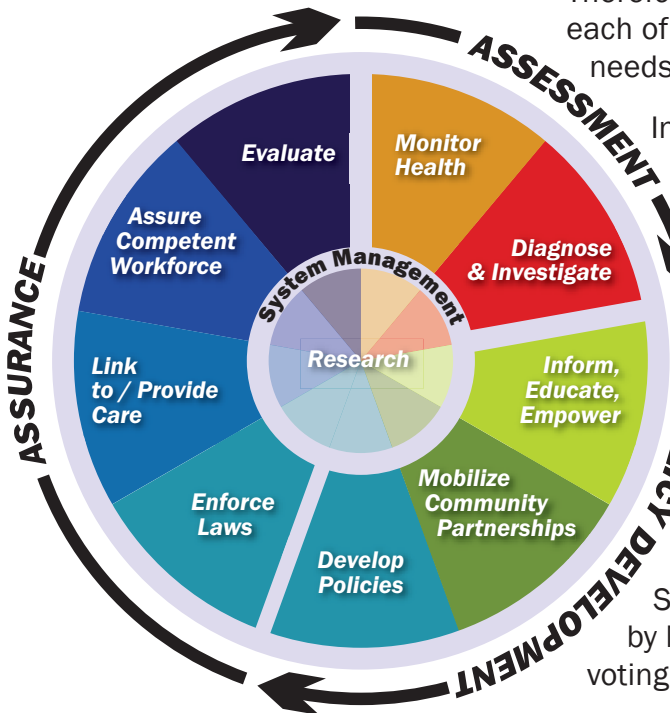 each of
needs
In
ASSESSMENT
Evaluate
Monitor
Health
Assure
Competent
Workforce
Diagnose
& Investigate
System Management
Research
ASSURANCE
Link
to / Provide
Care
Inform,
Educate,
Empower
Mobilize
Community
Partnerships
Enforce
Laws
Develop
Policies
DEVELOPMENT
by
voting